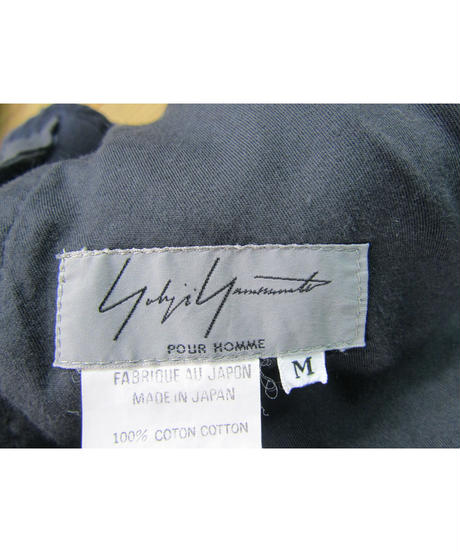 Yohji Yamamoto
POUR HOMME
M
FABRIQUE AU JAPON
MADE IN JAPAN
100% COTON COTTON